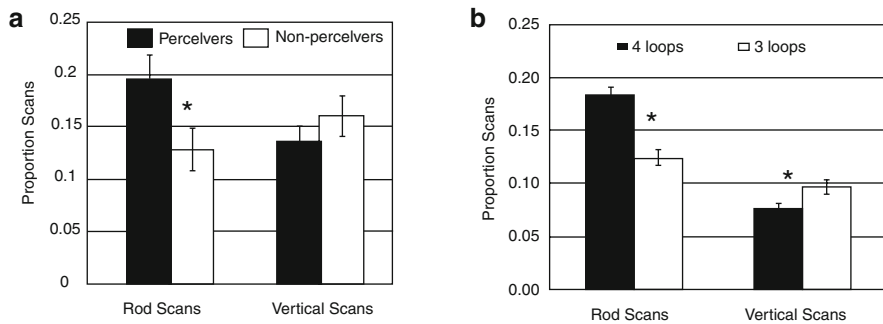 a
0.25
0.2
0.15
0.1
0.05
0
Proportion Scans
Percelvers
Non-percelvers
*
Rod Scans
Vertical Scans
b
0.25
0.20
0.15
0.10
0.05
0.00
Proportion Scans
4 loops
3 loops
*
*
Rod Scans
Vertical Scans